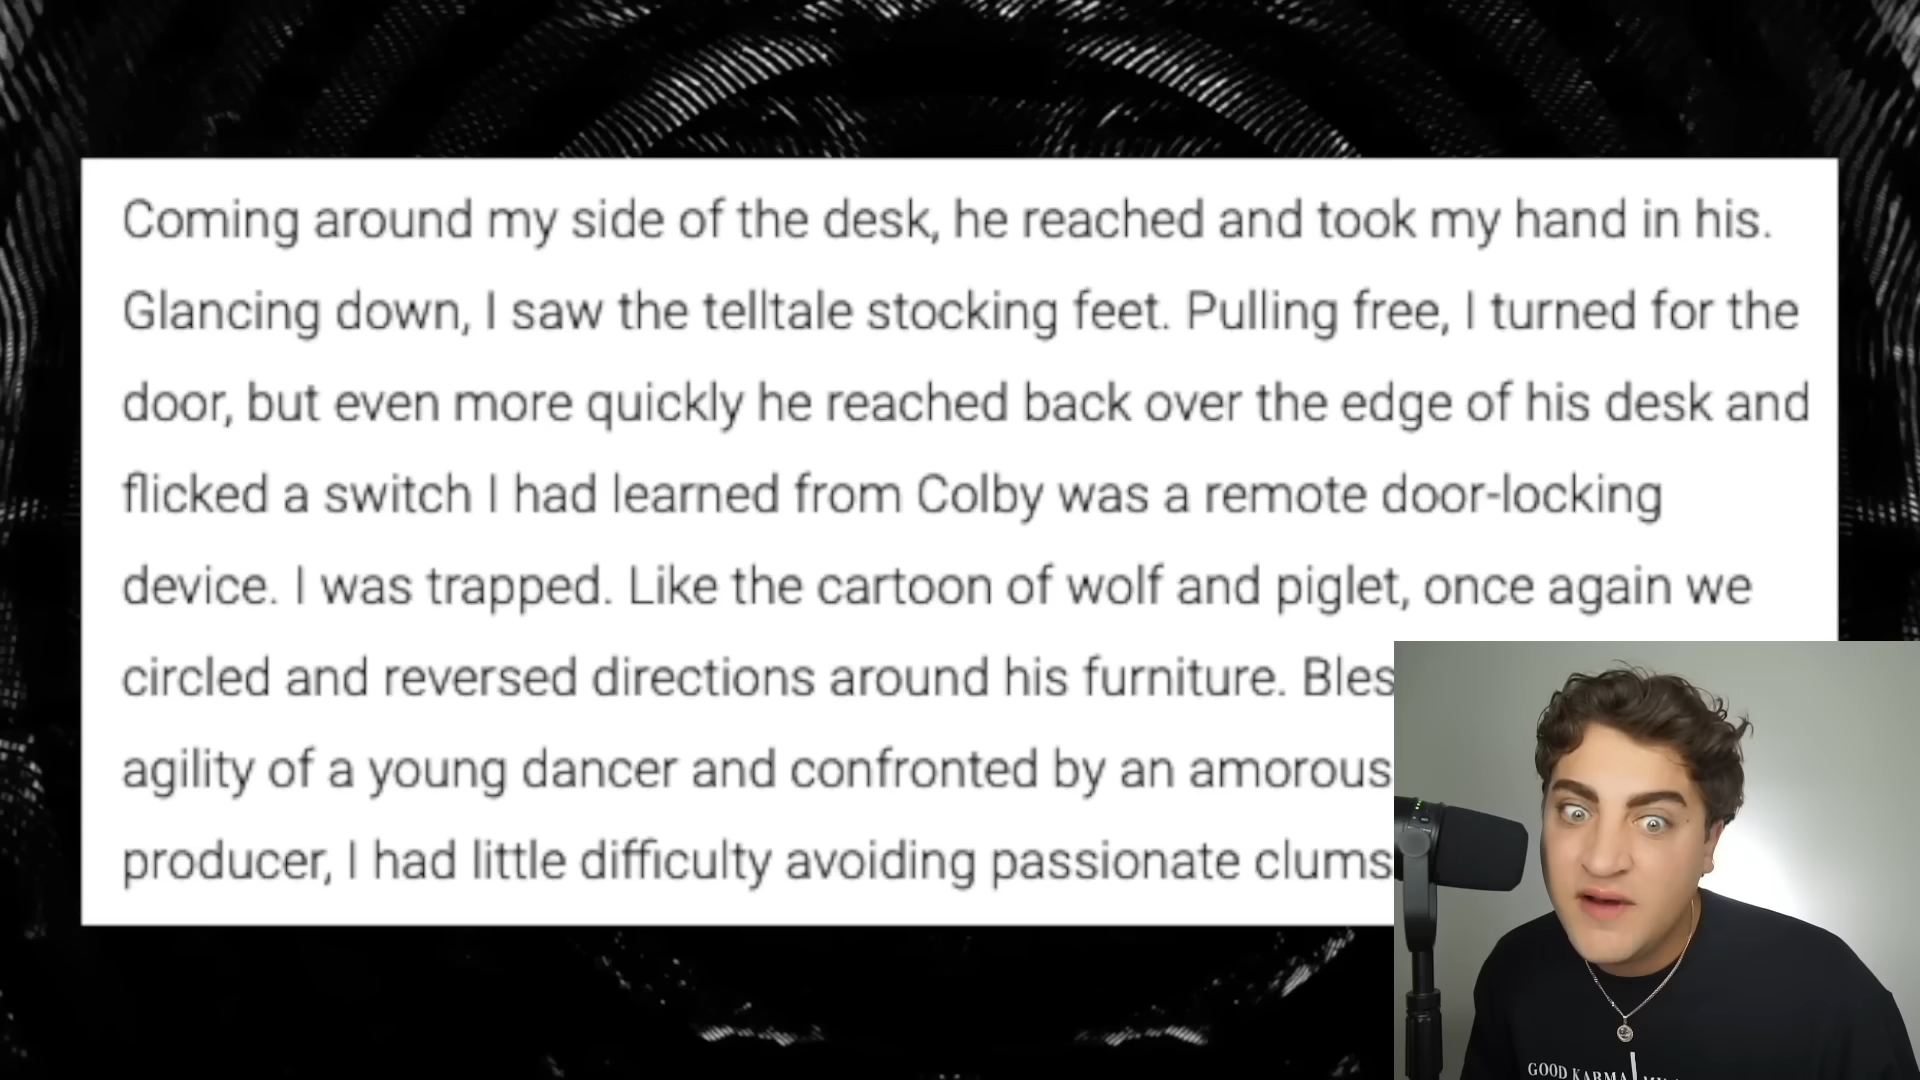 Coming around my side of the desk, he reached and took my hand in his.
Glancing down, I saw the telltale stocking feet. Pulling free, I turned for the
door, but even more quickly he reached back over the edge of his desk and
flicked a switch I had learned from Colby was a remote door-locking
device. I was trapped. Like the cartoon of wolf and piglet, once again we
circled and reversed directions around his furniture. Bles
agility of a young dancer and confronted by an amorous
producer, I had little difficulty avoiding passionate clums
GOOD KARMA